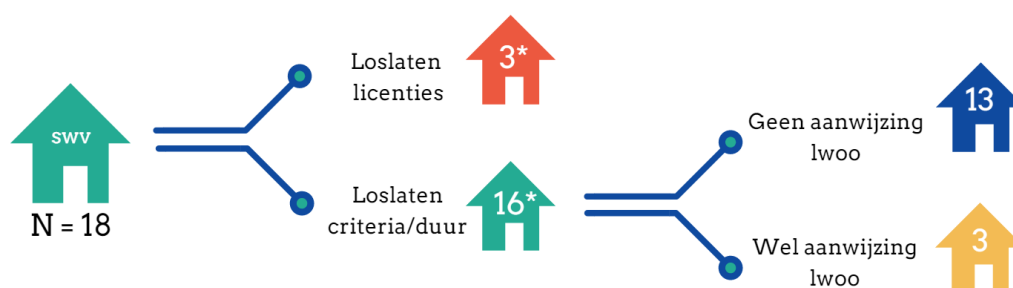 swv
N = 18
Loslaten
licenties
3*
Loslaten
criteria/duur
16*
Geen aanwijzing
lwoo
13
Wel aanwijzing
lwoo
3